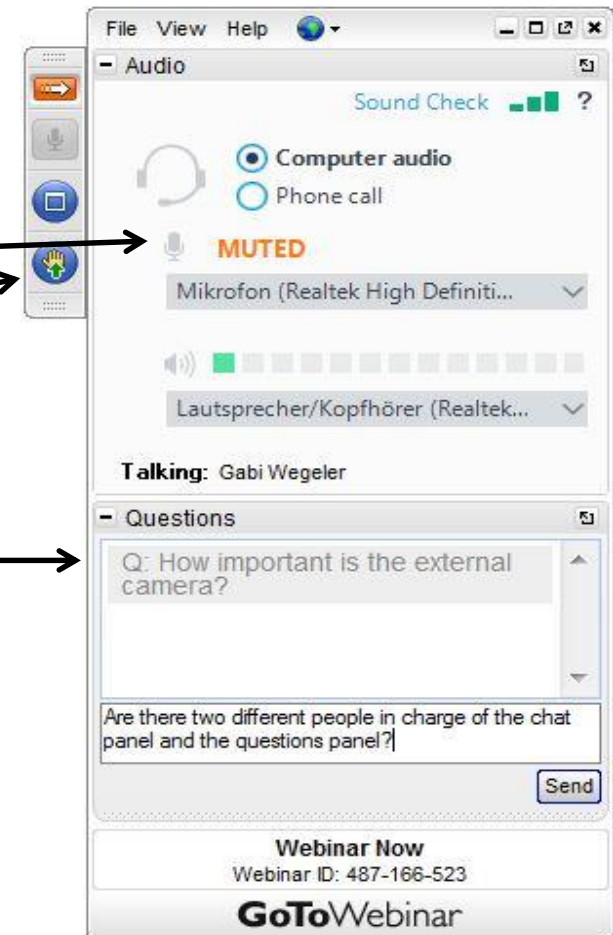 File View Help
Audio
Sound Check ?
Computer audio
Phone call
MUTED
Mikrofon (Realtek High Definiti...
Lautsprecher/Kopfhörer (Realtek...
Talking: Gabi Wegeler
Questions
Q: How important is the external
camera?
Are there two different people in charge of the chat
panel and the questions panel?
Send
Webinar Now
Webinar ID: 487-166-523
GoToWebinar